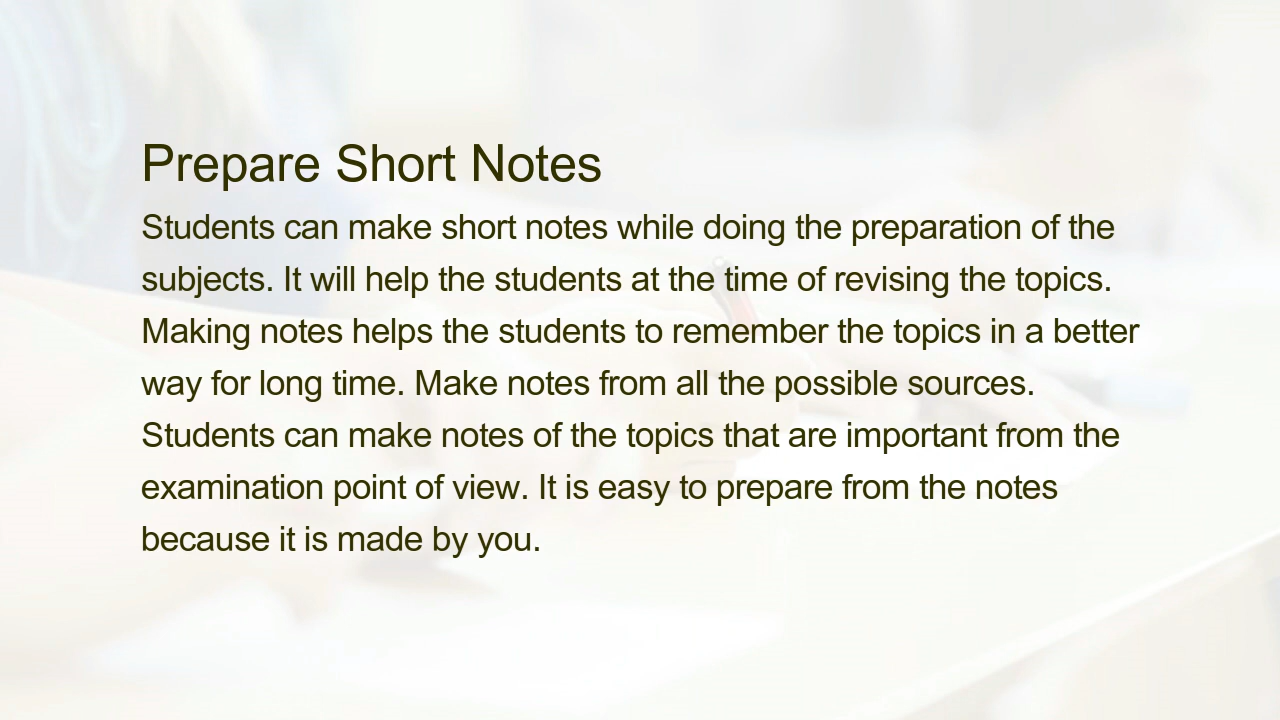 Prepare Short Notes
Students can make short notes while doing the preparation of the
subjects. It will help the students at the time of revising the topics.
Making notes helps the students to remember the topics in a better
way for long time. Make notes from all the possible sources.
Students can make notes of the topics that are important from the
examination point of view. It is easy to prepare from the notes
because it is made by you.